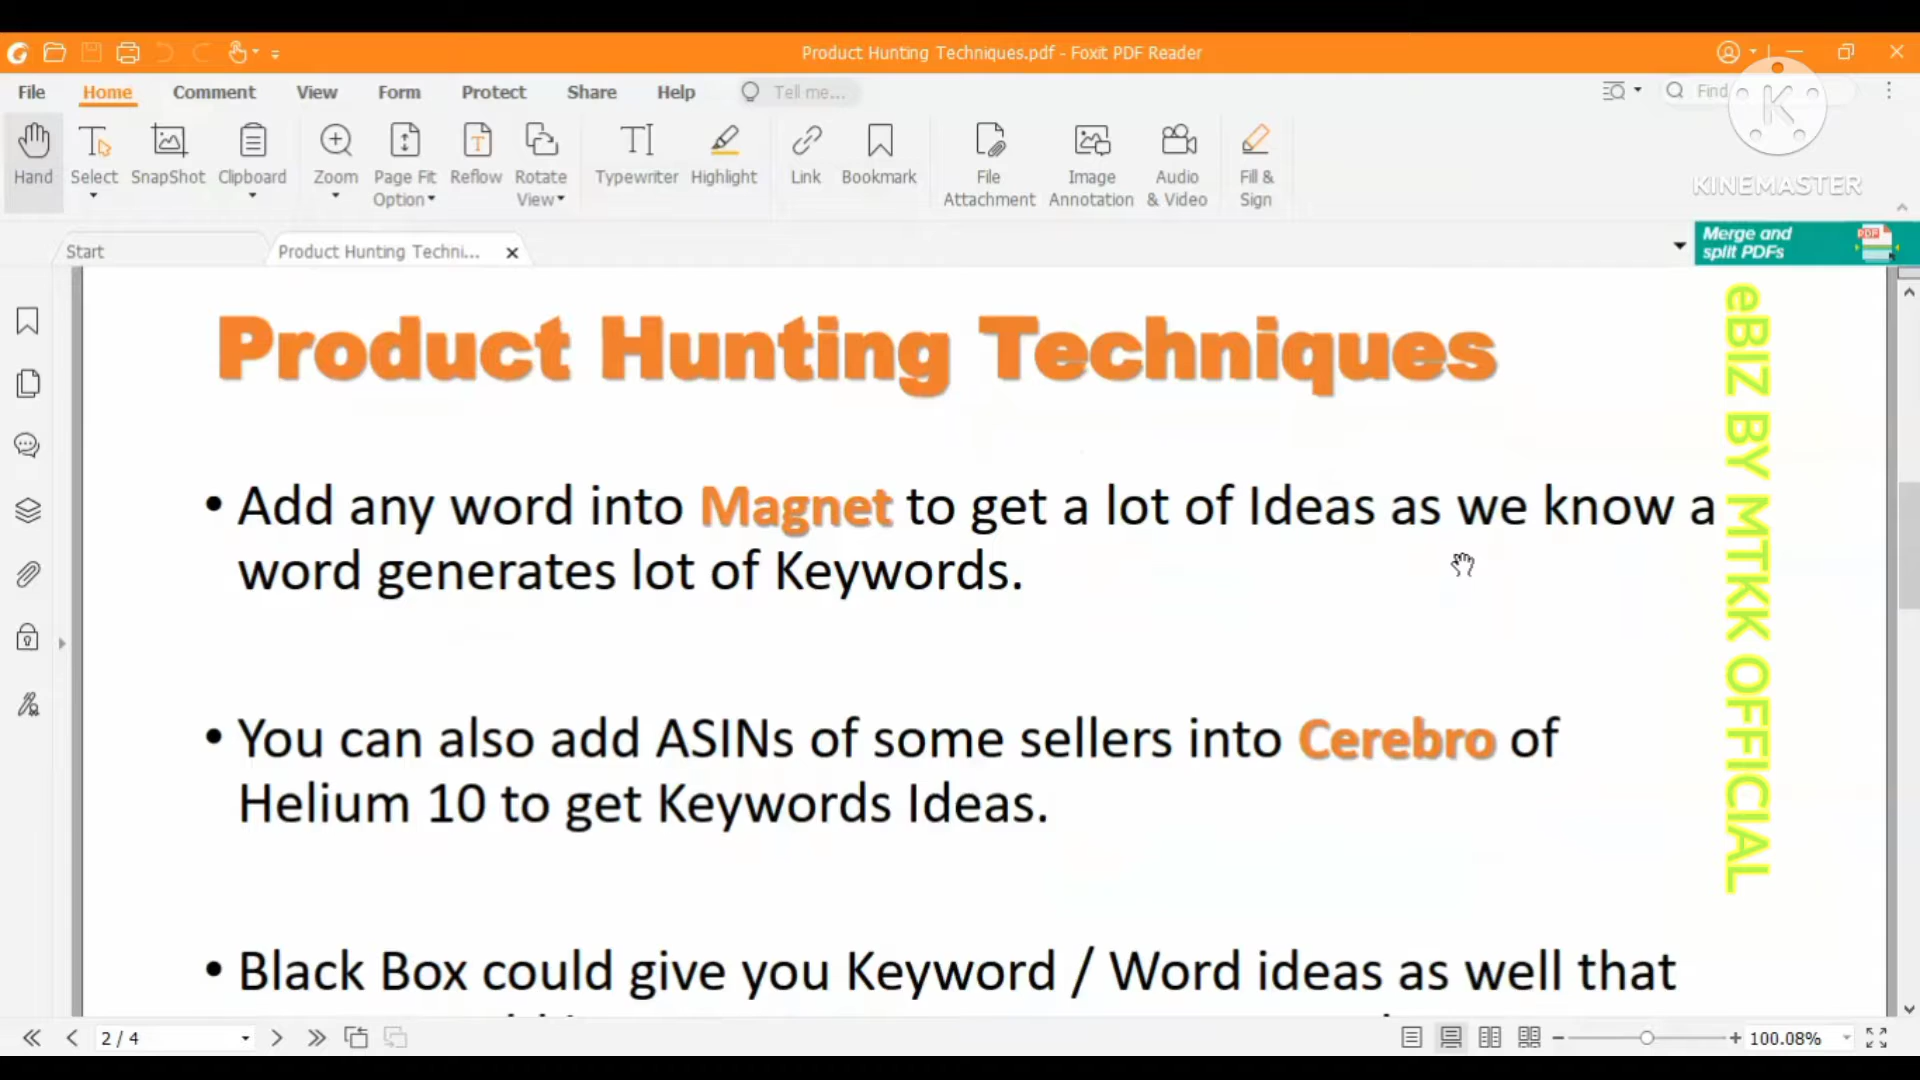 Product Hunting Techniques.pdf - Foxit PDF Reader
File Home Comment View Form Protect Share Help Tell me... Find
Hand Select SnapShot Clipboard Zoom Page Fit Option Reflow Rotate View Typewriter Highlight Link Bookmark File Attachment Image Annotation Audio & Video Fill & Sign
K
KINEMASTER
Start Product Hunting Techni...
Merge and
split PDFs
PDF
Product Hunting Techniques
• Add any word into Magnet to get a lot of Ideas as we know a
word generates lot of Keywords.
• You can also add ASINs of some sellers into Cerebro of
Helium 10 to get Keywords Ideas.
• Black Box could give you Keyword / Word ideas as well that
eBIZ BY MTKK OFFICIAL
2 / 4
100.08%